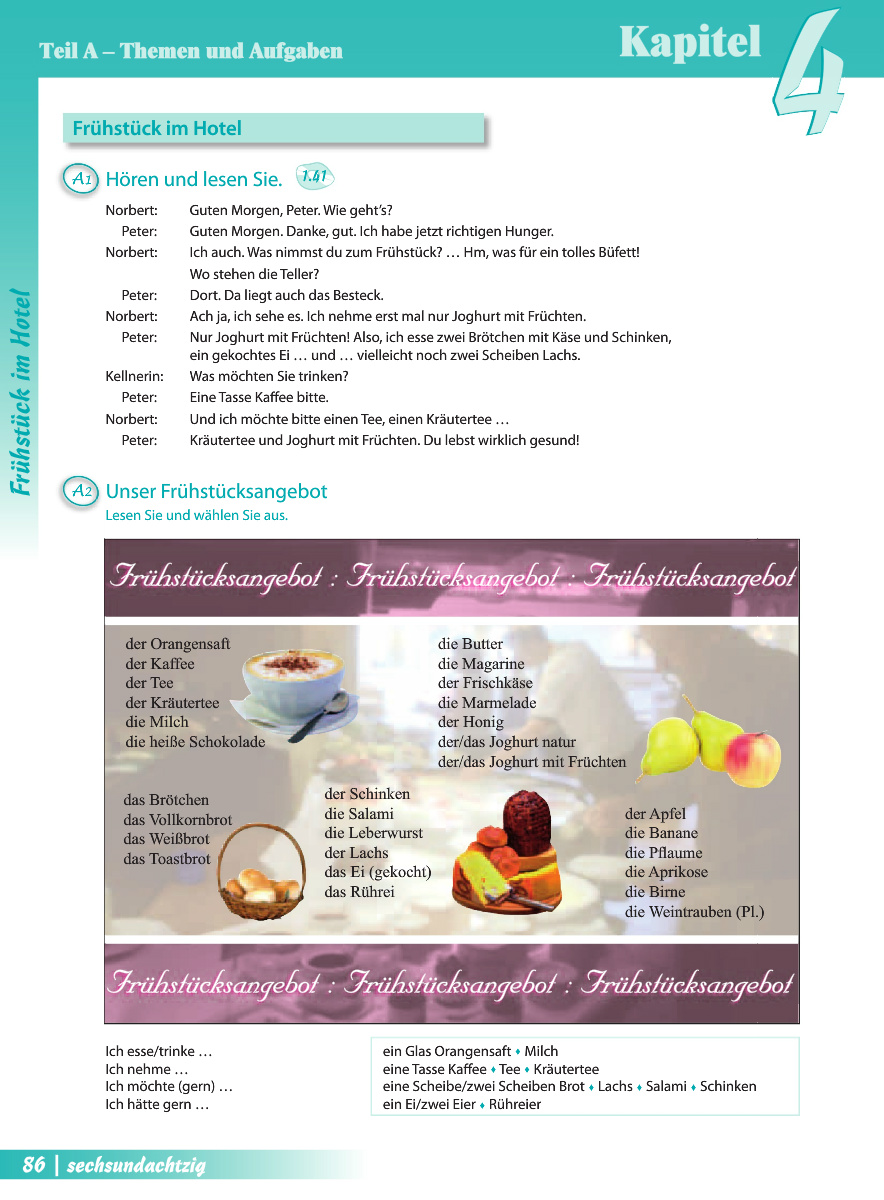 Teil A – Themen und Aufgaben
Kapitel
4
Frühstück im Hotel
Frühstück im Hotel
A1 Hören und lesen Sie. 1.41
Norbert: Guten Morgen, Peter. Wie geht's?
Peter: Guten Morgen. Danke, gut. Ich habe jetzt richtigen Hunger.
Norbert: Ich auch. Was nimmst du zum Frühstück? … Hm, was für ein tolles Büfett!
Wo stehen die Teller?
Peter: Dort. Da liegt auch das Besteck.
Norbert: Ach ja, ich sehe es. Ich nehme erst mal nur Joghurt mit Früchten.
Peter: Nur Joghurt mit Früchten! Also, ich esse zwei Brötchen mit Käse und Schinken,
ein gekochtes Ei … und … vielleicht noch zwei Scheiben Lachs.
Kellnerin: Was möchten Sie trinken?
Peter: Eine Tasse Kaffee bitte.
Norbert: Und ich möchte bitte einen Tee, einen Kräutertee …
Peter: Kräutertee und Joghurt mit Früchten. Du lebst wirklich gesund!
A2 Unser Frühstücksangebot
Lesen Sie und wählen Sie aus.
Frühstücksangebot : Frühstücksangebot : Frühstücksangebot
der Orangensaft
der Kaffee
der Tee
der Kräutertee
die Milch
die heiße Schokolade
die Butter
die Magarine
der Frischkäse
die Marmelade
der Honig
der/das Joghurt natur
der/das Joghurt mit Früchten
das Brötchen
das Vollkornbrot
das Weißbrot
das Toastbrot
der Schinken
die Salami
die Leberwurst
der Lachs
das Ei (gekocht)
das Rührei
der Apfel
die Banane
die Pflaume
die Aprikose
die Birne
die Weintrauben (Pl.)
Frühstücksangebot : Frühstücksangebot : Frühstücksangebot
Ich esse/trinke …
Ich nehme …
Ich möchte (gern) …
Ich hätte gern …
ein Glas Orangensaft ♦ Milch
eine Tasse Kaffee ♦ Tee ♦ Kräutertee
eine Scheibe/zwei Scheiben Brot ♦ Lachs ♦ Salami ♦ Schinken
ein Ei/zwei Eier ♦ Rühreier
86 | sechsundachtzig